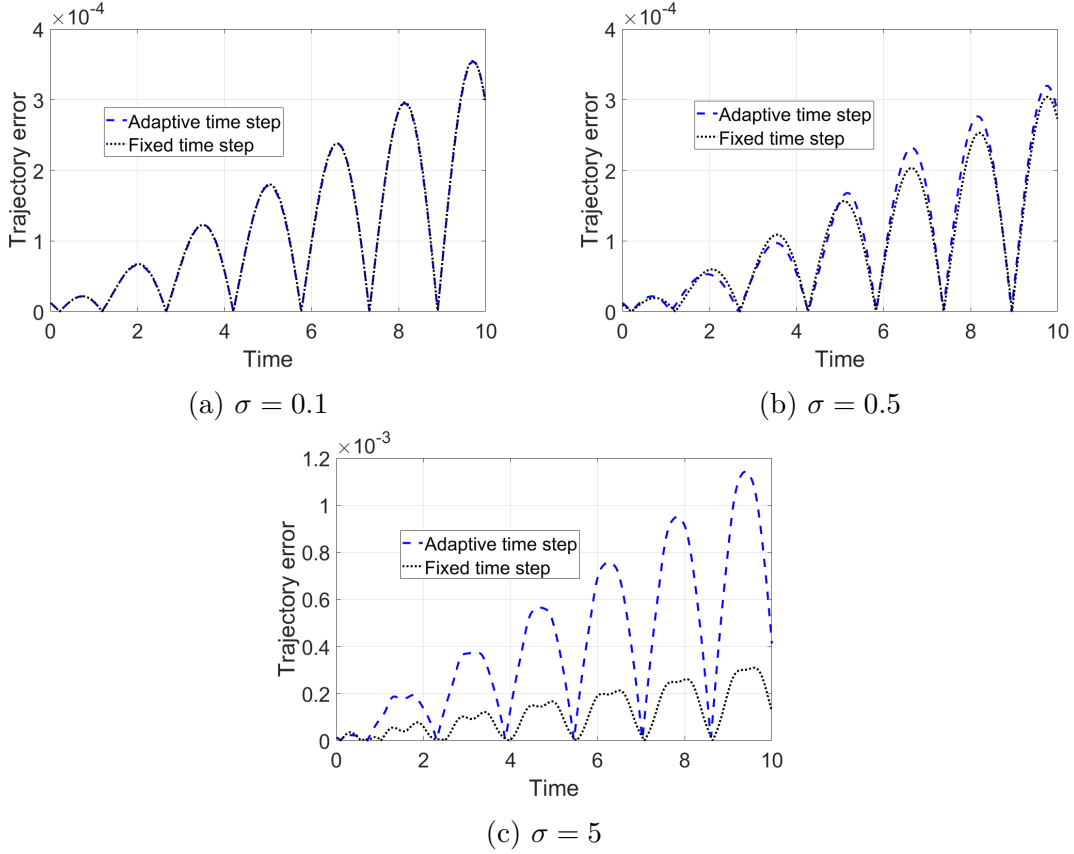 ×10-4
4
3
2
1
0
Trajectory error
Adaptive time step
Fixed time step
0 2 4 6 8 10
Time
(a) σ = 0.1
×10-4
4
3
2
1
0
Trajectory error
Adaptive time step
Fixed time step
0 2 4 6 8 10
Time
(b) σ = 0.5
×10-3
1.2
1
0.8
0.6
0.4
0.2
0
Trajectory error
Adaptive time step
Fixed time step
0 2 4 6 8 10
Time
(c) σ = 5